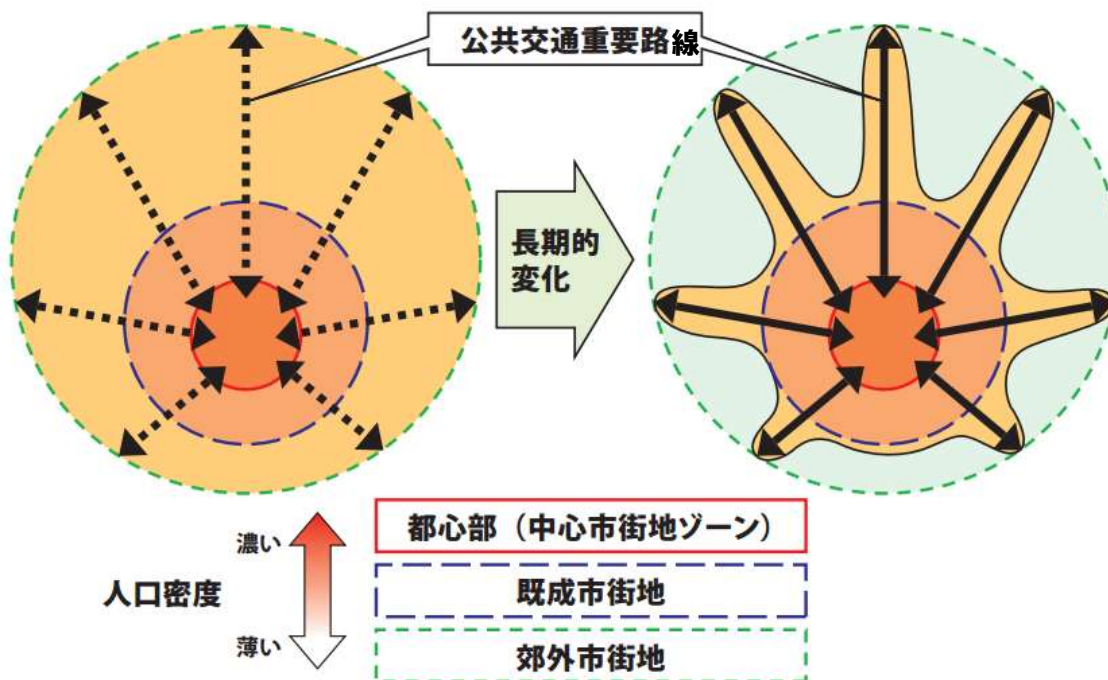 公共交通重要路線
長期的
変化
濃い
人口密度
薄い
都心部（中心市街地ゾーン）
既成市街地
郊外市街地